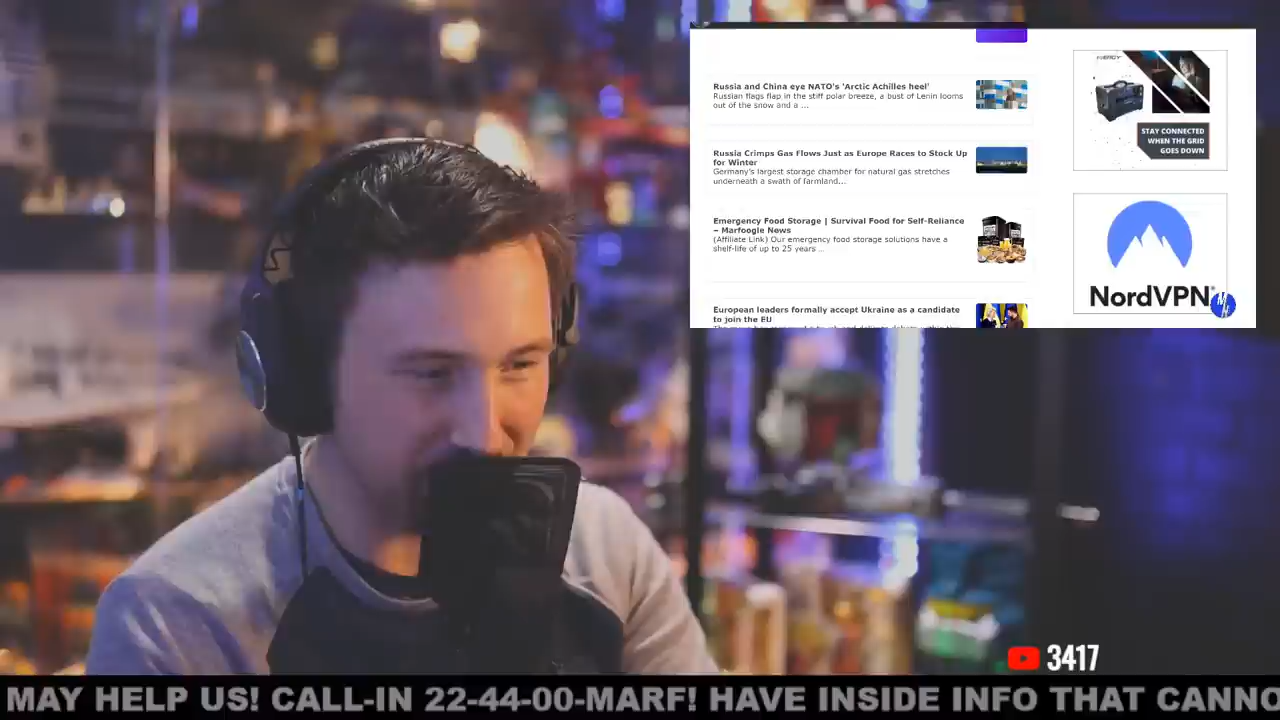 Russia and China eye NATO's 'Arctic Achilles heel'
Russian flags flap in the stiff polar breeze, a bust of Lenin looms
out of the snow and a ...
Russia Crimps Gas Flows Just as Europe Races to Stock Up
for Winter
Germany's largest storage chamber for natural gas stretches
underneath a swath of farmland...
Emergency Food Storage | Survival Food for Self-Reliance
– Marfoogle News
(Affiliate Link) Our emergency food storage solutions have a
shelf-life of up to 25 years ...
European leaders formally accept Ukraine as a candidate
to join the EU
STAY CONNECTED
WHEN THE GRID
GOES DOWN
NordVPN
3417
MAY HELP US! CALL-IN 22-44-00-MARF! HAVE INSIDE INFO THAT CANNO